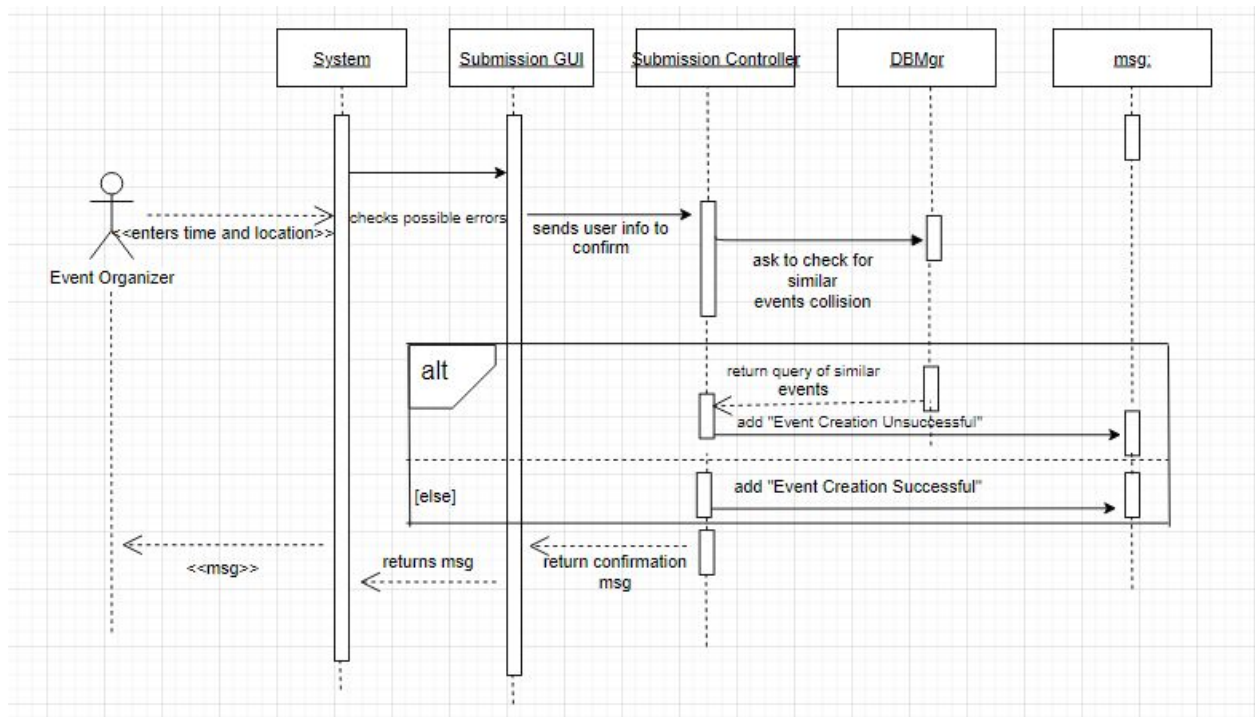 System
Submission GUI
Submission Controller
DBMgr
msg:
checks possible errors
<<enters time and location>>
sends user info to
confirm
ask to check for
similar
events collision
Event Organizer
alt
return query of similar
events
add "Event Creation Unsuccessful"
[else]
add "Event Creation Successful"
<<msg>>
returns msg
return confirmation
msg